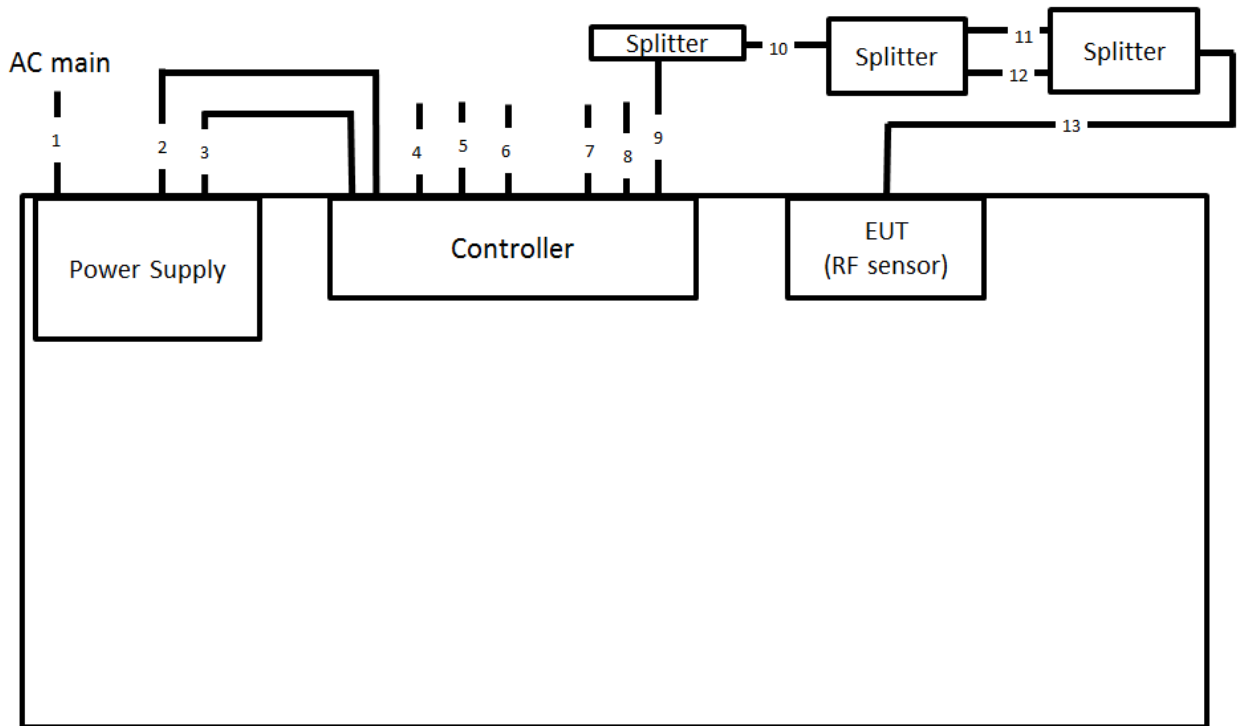 AC main
Splitter
10
Splitter
11
12
Splitter
13
1
2
3
4
5
6
7
8
9
Power Supply
Controller
EUT
(RF sensor)